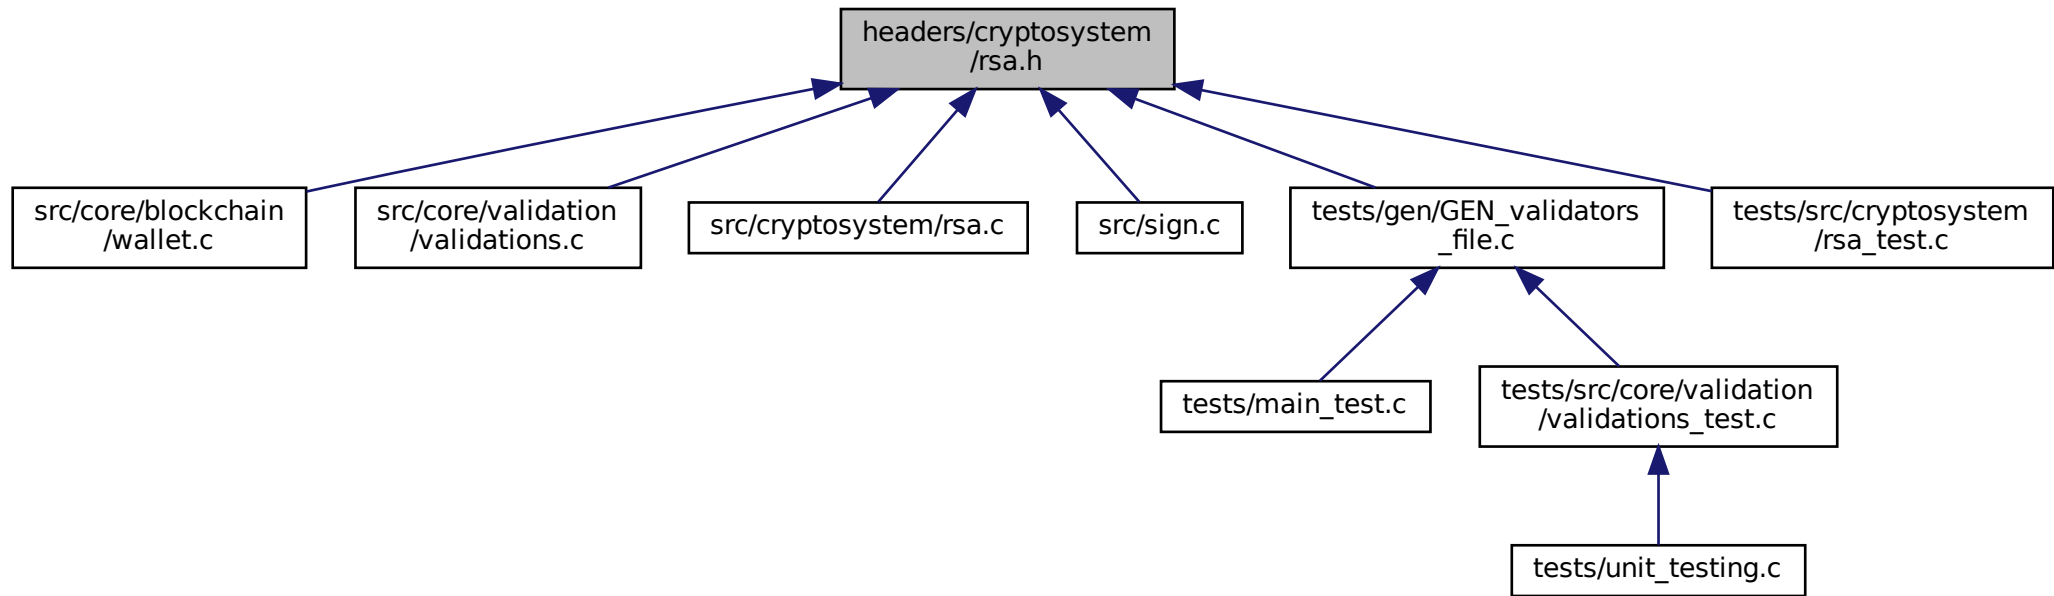 headers/cryptosystem
/rsa.h
src/core/blockchain
/wallet.c
src/core/validation
/validations.c
src/cryptosystem/rsa.c
src/sign.c
tests/gen/GEN_validators
_file.c
tests/src/cryptosystem
/rsa_test.c
tests/main_test.c
tests/src/core/validation
/validations_test.c
tests/unit_testing.c